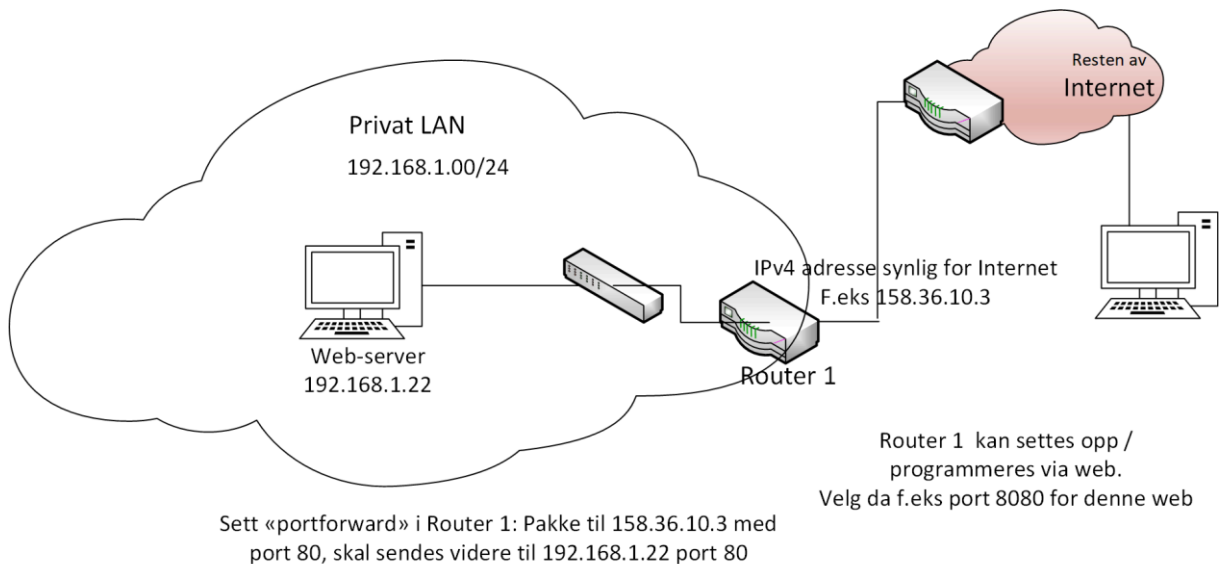 Resten av
Internet
Privat LAN
192.168.1.00/24
IPv4 adresse synlig for Internet
F.eks 158.36.10.3
Web-server
192.168.1.22
Router 1
Router 1 kan settes opp /
programmeres via web.
Velg da f.eks port 8080 for denne web
Sett «portforward» i Router 1: Pakke til 158.36.10.3 med
port 80, skal sendes videre til 192.168.1.22 port 80